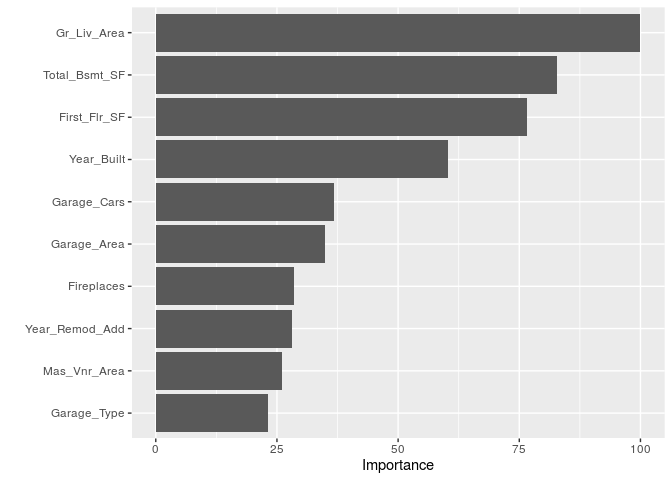 Gr_Liv_Area
Total_Bsmt_SF
First_Flr_SF
Year_Built
Garage_Cars
Garage_Area
Fireplaces
Year_Remod_Add
Mas_Vnr_Area
Garage_Type
0 25 50 75 100
Importance